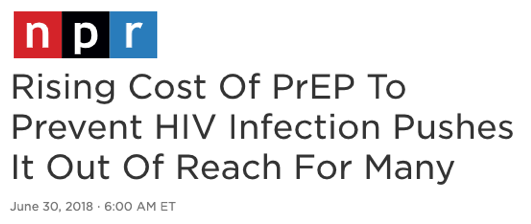 npr
Rising Cost Of PrEP To
Prevent HIV Infection Pushes
It Out Of Reach For Many
June 30, 2018 · 6:00 AM ET